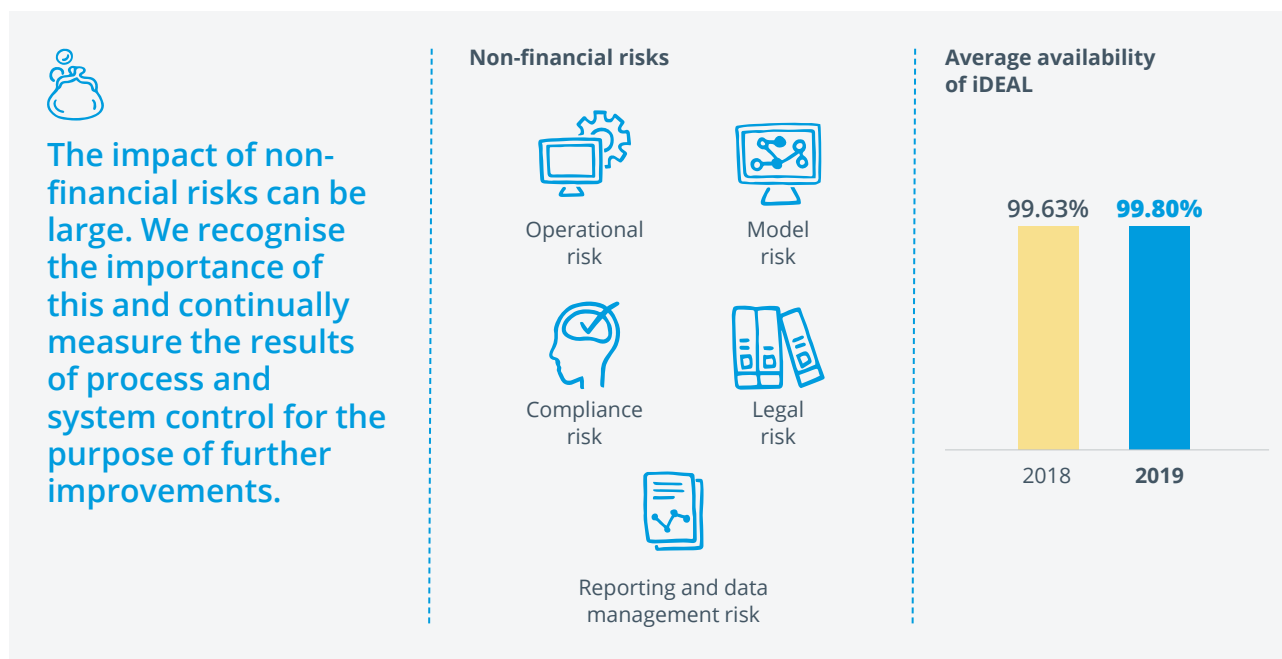 The impact of non-
financial risks can be
large. We recognise
the importance of
this and continually
measure the results
of process and
system control for the
purpose of further
improvements.
Non-financial risks
Operational
risk
Model
risk
Compliance
risk
Legal
risk
Reporting and data
management risk
Average availability
of iDEAL
99.63%
99.80%
2018
2019